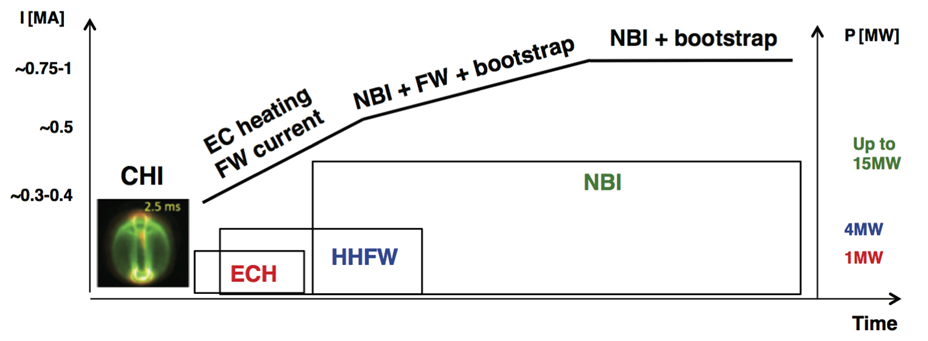 I [MA]
P [MW]
NBI + bootstrap
NBI + FW + bootstrap
~0.75-1
EC heating
FW current
~0.5
Up to
15MW
CHI
NBI
~0.3-0.4
2.5 ms
4MW
HHFW
1MW
ECH
Time